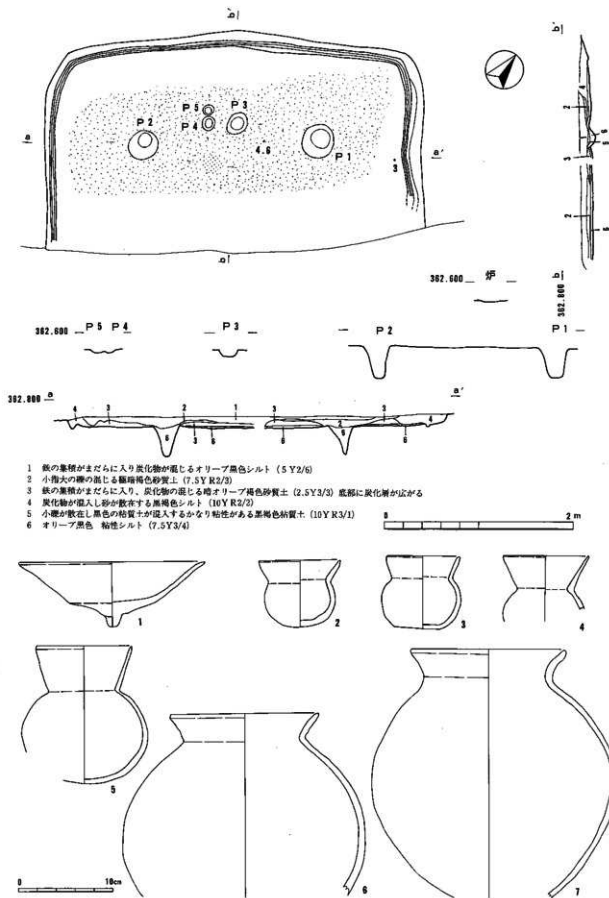 b'
b'
P5
P3
P2
P4
4.6
P1
a
a'
3
b
362.600
炉
b
362.800
362.600
P5 P4
P3
P2
P1
362.800 a
a'
4 3 2 1 3 2 3 4
6 3 6 6 6 6
1 鉄の集積がまだらに入り炭化物が混じるオリーブ黒色シルト(5Y2/6)
2 小指大の礫の混じる極暗褐色砂質土(7.5YR2/3)
3 鉄の集積がまだらに入り、炭化物の混じる暗オリーブ褐色砂質土(2.5Y3/3)底部に炭化層が広がる
4 炭化物が混入し砂が散在する黒褐色シルト(10YR2/2)
5 小礫が散在し黒色の粘質土が混入するかなり粘性がある黒褐色粘質土(10YR3/1)
6 オリーブ黒色 粘性シルト(7.5Y3/4)
0 2m
1
2
3
4
5
6
7
0 10cm